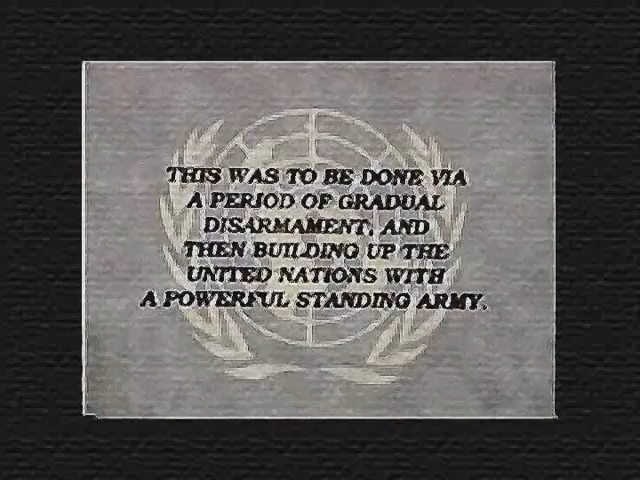 THIS WAS TO BE DONE VIA
A PERIOD OF GRADUAL
DISARMAMENT, AND
THEN BUILDING UP THE
UNITED NATIONS WITH
A POWERFUL STANDING ARMY.